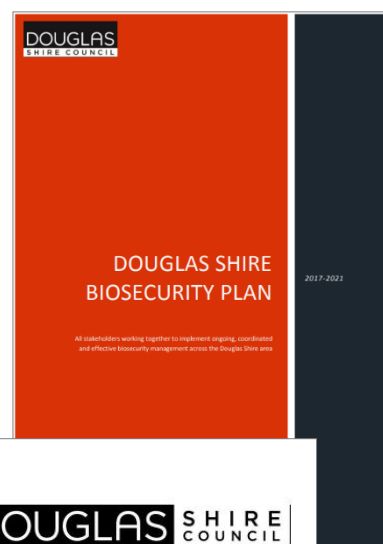 DOUGLAS
SHIRE COUNCIL
DOUGLAS SHIRE
BIOSECURITY PLAN
2017-2021
All stakeholders working together to implement ongoing, coordinated
and effective biosecurity management across the Douglas Shire area
OUGLAS SHIRE
COUNCIL